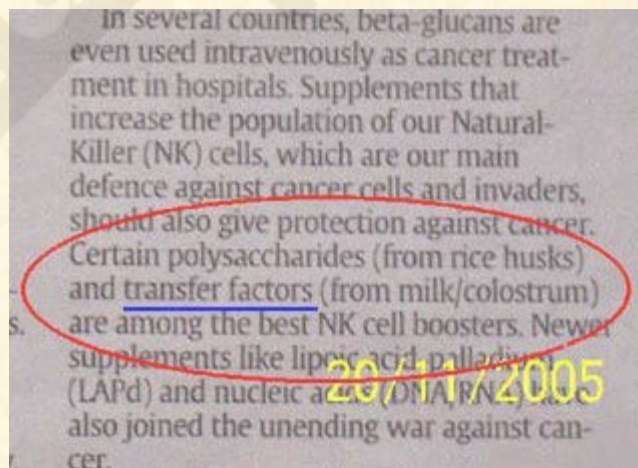 In several countries, beta-glucans are
even used intravenously as cancer treat-
ment in hospitals. Supplements that
increase the population of our Natural-
Killer (NK) cells, which are our main
defence against cancer cells and invaders,
should also give protection against cancer.
Certain polysaccharides (from rice husks)
and transfer factors (from milk/colostrum)
s. are among the best NK cell boosters. Newer
supplements like lipoic acid palladium
(LAPd) and nucleic acids (DNA, RNA) have
20/11/2005
also joined the unending war against can-
cer.